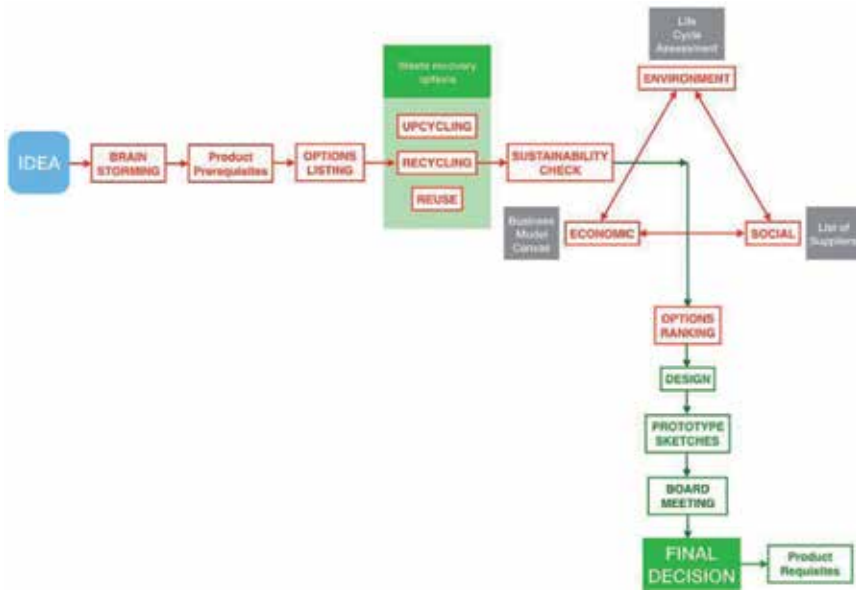 Life
Cycle
Assessment
ENVIRONMENT
Waste recovery
options
UPCYCLING
RECYCLING
REUSE
IDEA
BRAIN
STORMING
Product
Prerequisites
OPTIONS
LISTING
SUSTAINABILITY
CHECK
Business
Model
Canvas
ECONOMIC
SOCIAL
List of
Suppliers
OPTIONS
RANKING
DESIGN
PROTOTYPE
SKETCHES
BOARD
MEETING
FINAL
DECISION
Product
Requisites